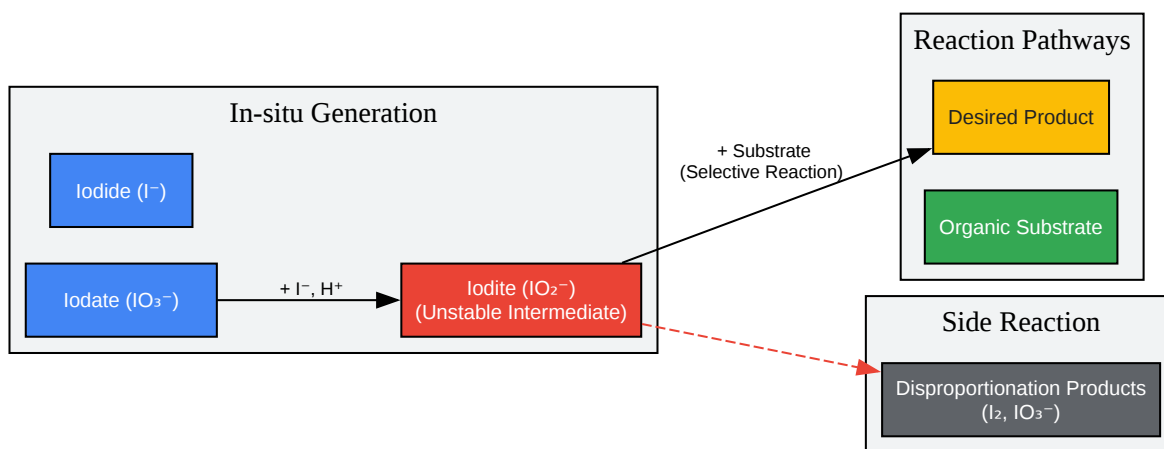 In-situ Generation
Iodide (I⁻)
Iodate (IO₃⁻)
+ I⁻, H⁺
Iodite (IO₂⁻)
(Unstable Intermediate)
+ Substrate
(Selective Reaction)
Reaction Pathways
Desired Product
Organic Substrate
Side Reaction
Disproportionation Products
(I₂, IO₃⁻)